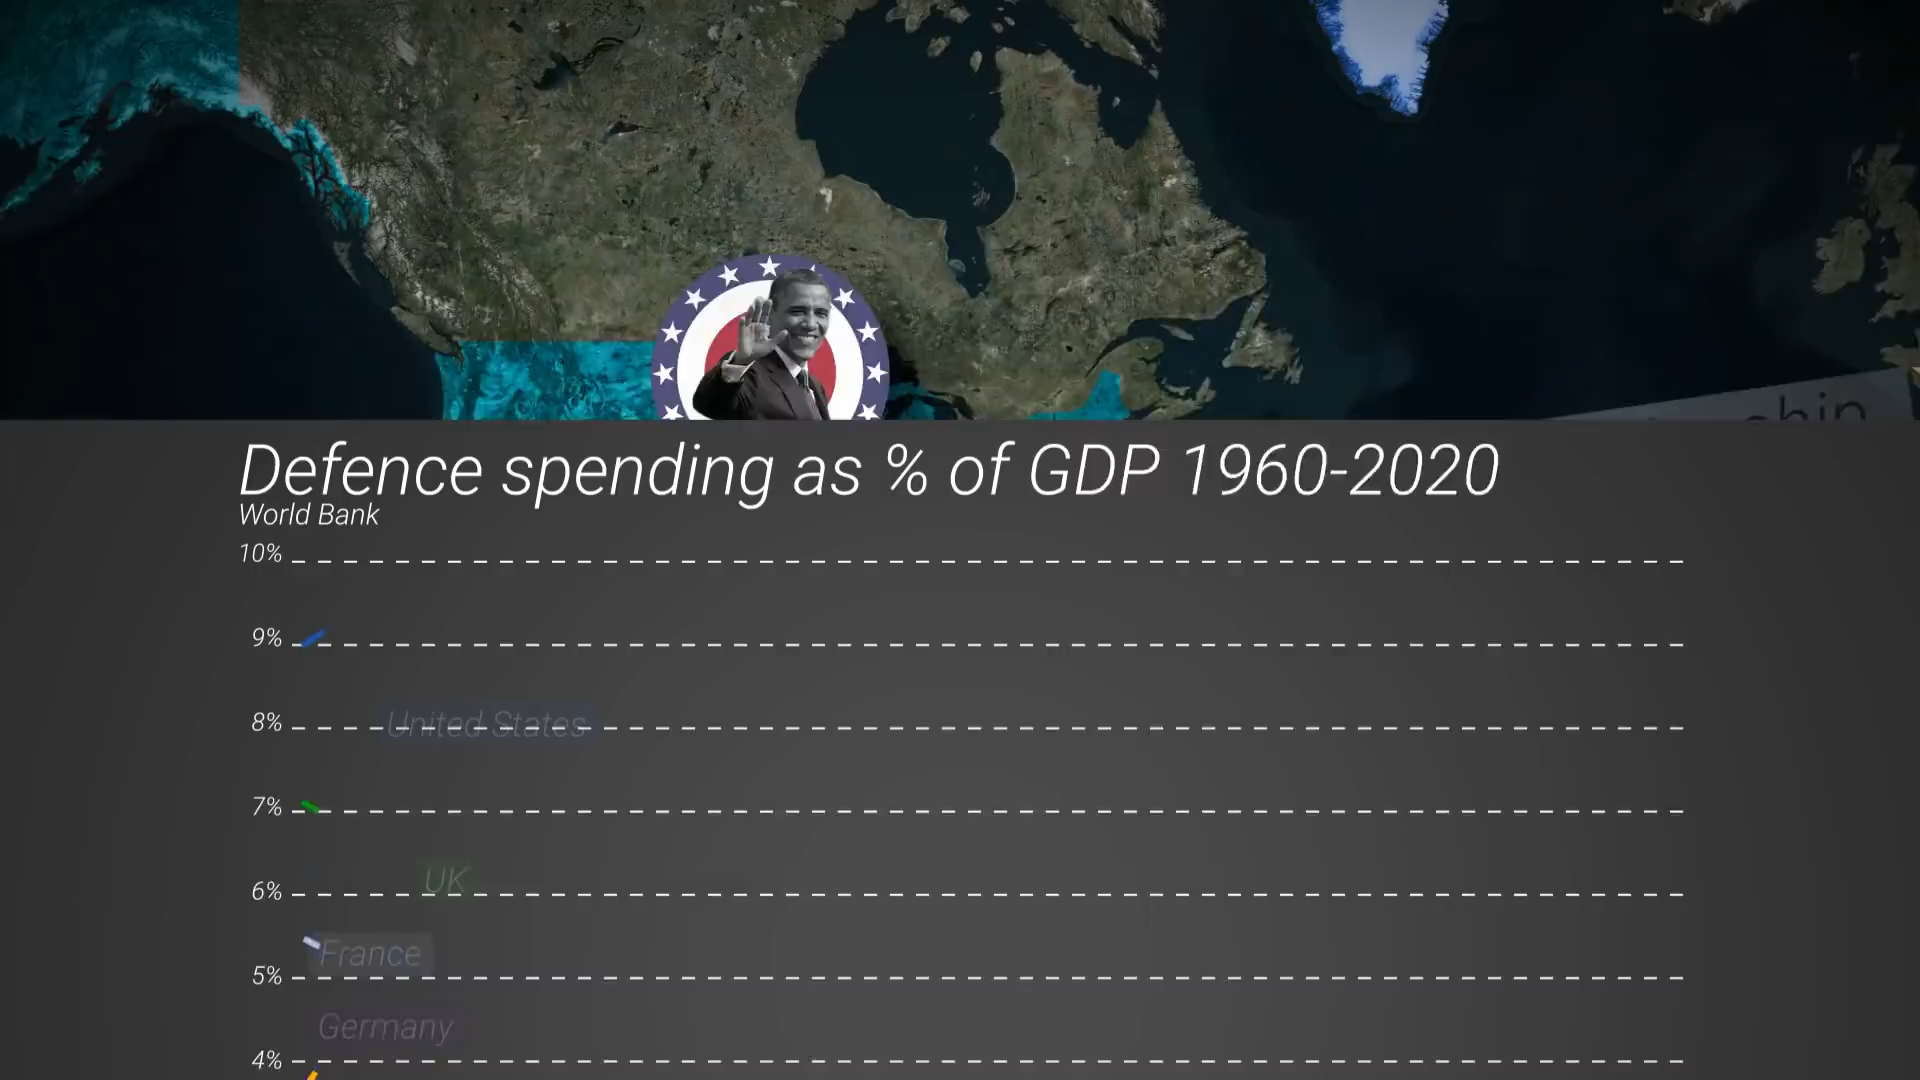 Defence spending as % of GDP 1960-2020
World Bank
10%
9%
8%
United States
7%
6%
UK
France
5%
Germany
4%